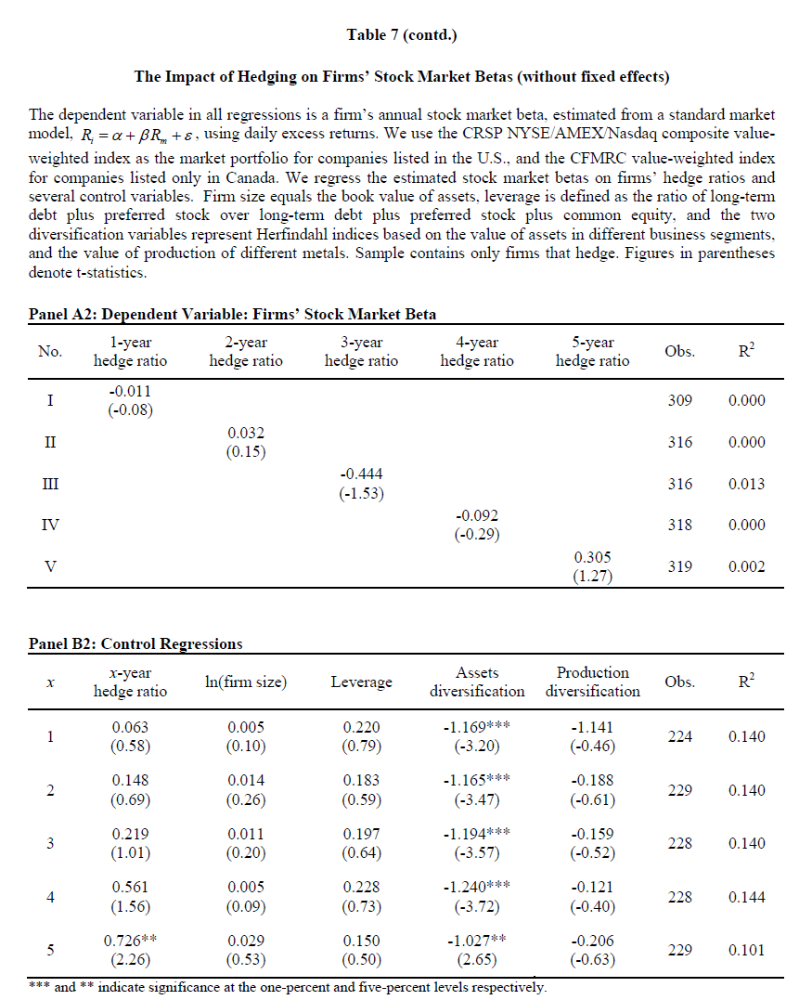 Table 7 (contd.)
The Impact of Hedging on Firms' Stock Market Betas (without fixed effects)
The dependent variable in all regressions is a firm's annual stock market beta, estimated from a standard market
model, R_i = α + βR_m + ε , using daily excess returns. We use the CRSP NYSE/AMEX/Nasdaq composite value-
weighted index as the market portfolio for companies listed in the U.S., and the CFMRC value-weighted index
for companies listed only in Canada. We regress the estimated stock market betas on firms' hedge ratios and
several control variables. Firm size equals the book value of assets, leverage is defined as the ratio of long-term
debt plus preferred stock over long-term debt plus preferred stock plus common equity, and the two
diversification variables represent Herfindahl indices based on the value of assets in different business segments,
and the value of production of different metals. Sample contains only firms that hedge. Figures in parentheses
denote t-statistics.
Panel A2: Dependent Variable: Firms' Stock Market Beta
No. 1-year hedge ratio 2-year hedge ratio 3-year hedge ratio 4-year hedge ratio 5-year hedge ratio Obs. R²
I -0.011 (-0.08) 309 0.000
II 0.032 (0.15) 316 0.000
III -0.444 (-1.53) 316 0.013
IV -0.092 (-0.29) 318 0.000
V 0.305 (1.27) 319 0.002
Panel B2: Control Regressions
x x-year hedge ratio ln(firm size) Leverage Assets diversification Production diversification Obs. R²
1 0.063 (0.58) 0.005 (0.10) 0.220 (0.79) -1.169*** (-3.20) -1.141 (-0.46) 224 0.140
2 0.148 (0.69) 0.014 (0.26) 0.183 (0.59) -1.165*** (-3.47) -0.188 (-0.61) 229 0.140
3 0.219 (1.01) 0.011 (0.20) 0.197 (0.64) -1.194*** (-3.57) -0.159 (-0.52) 228 0.140
4 0.561 (1.56) 0.005 (0.09) 0.228 (0.73) -1.240*** (-3.72) -0.121 (-0.40) 228 0.144
5 0.726** (2.26) 0.029 (0.53) 0.150 (0.50) -1.027** (2.65) -0.206 (-0.63) 229 0.101
*** and ** indicate significance at the one-percent and five-percent levels respectively.